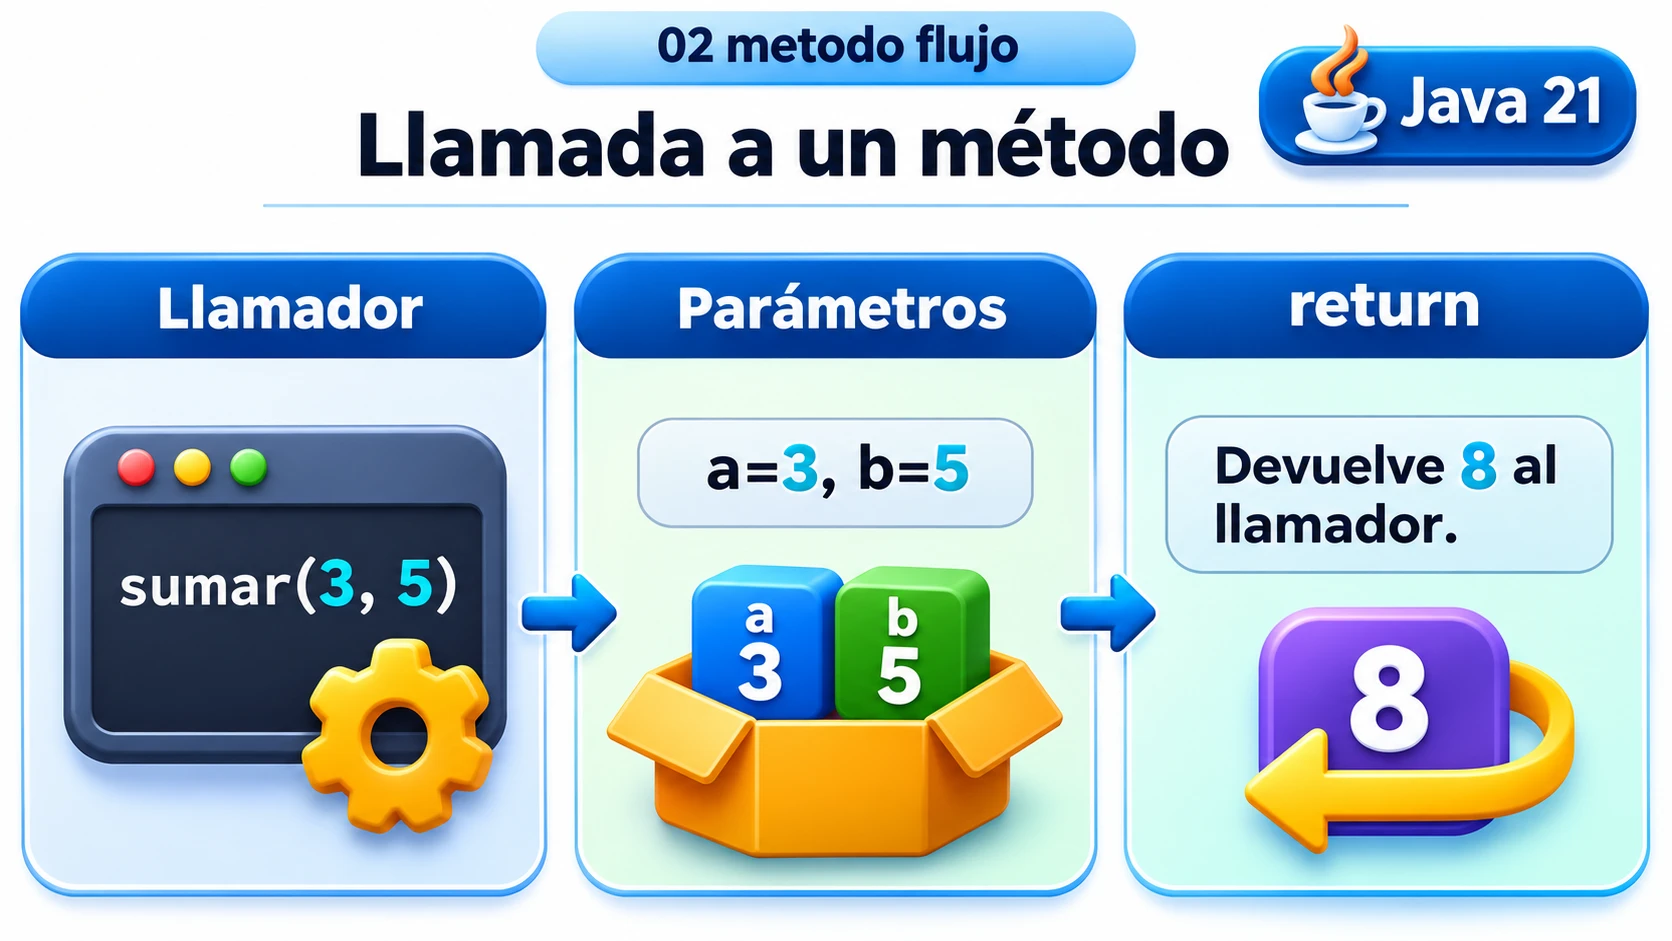 02 metodo flujo
Llamada a un método
Java 21
Llamador
sumar(3, 5)
Parámetros
a=3, b=5
a
3
b
5
return
Devuelve 8 al
llamador.
8